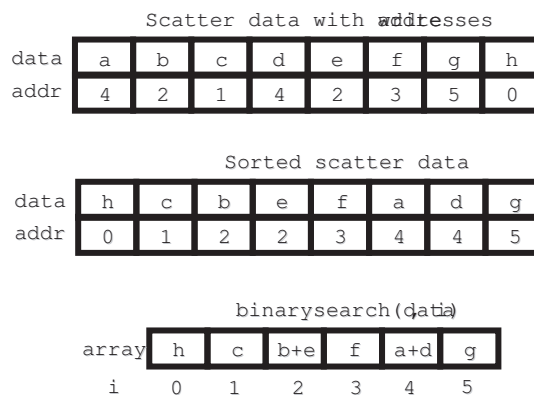 Scatter data with write addresses
data a b c d e f g h
addr 4 2 1 4 2 3 5 0
Sorted scatter data
data h c b e f a d g
addr 0 1 2 2 3 4 4 5
binarysearch(data, i)
array h c b+e f a+d g
i 0 1 2 3 4 5